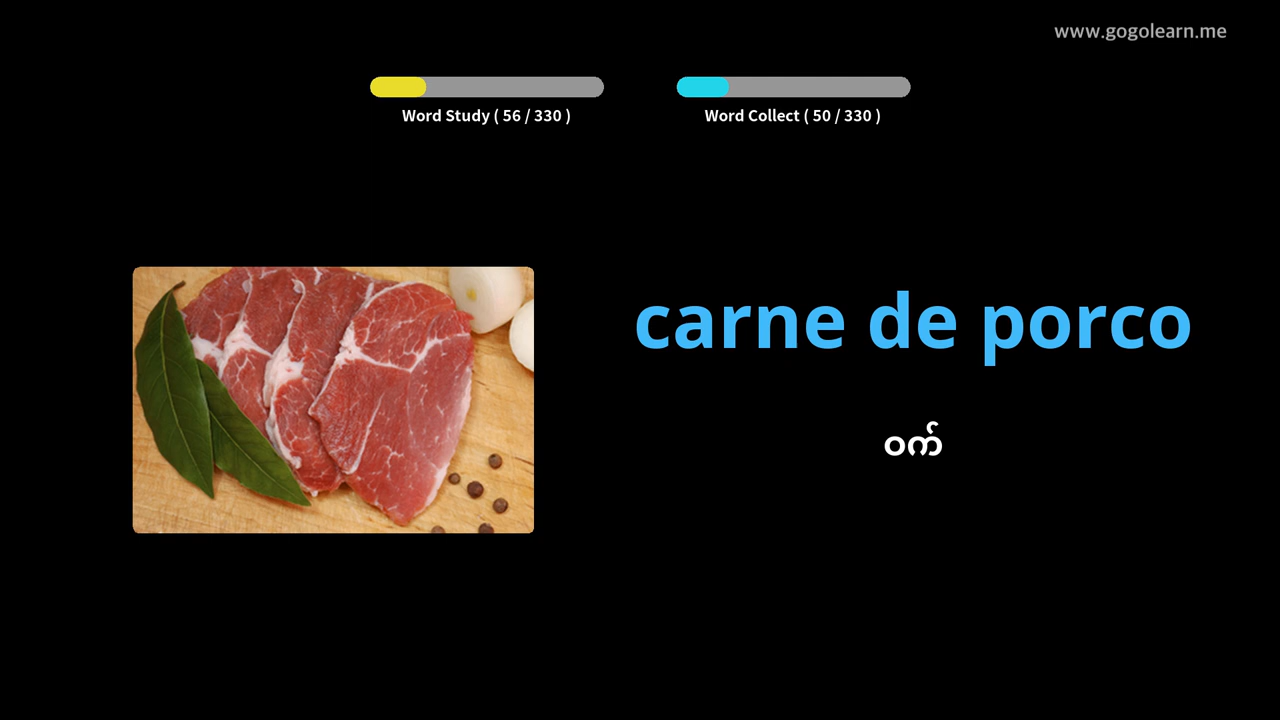 www.gogolearn.me
Word Study ( 56 / 330 )
Word Collect ( 50 / 330 )
carne de porco
ဝက်